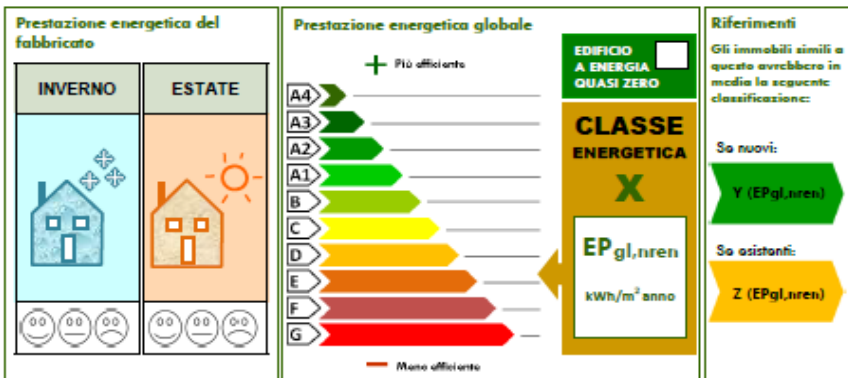 Prestazione energetica del
fabbricato
INVERNO
ESTATE
Prestazione energetica globale
+ Più efficiente
A4
A3
A2
A1
B
C
D
E
F
G
— Meno efficiente
EDIFICIO
A ENERGIA
QUASI ZERO
CLASSE
ENERGETICA
X
EPgl,nren
kWh/m² anno
Riferimenti
Gli immobili simili a
questo avrebbero in
media la seguente
classificazione:
Se nuovi:
Y (EPgl,nren)
Se esistenti:
Z (EPgl,nren)